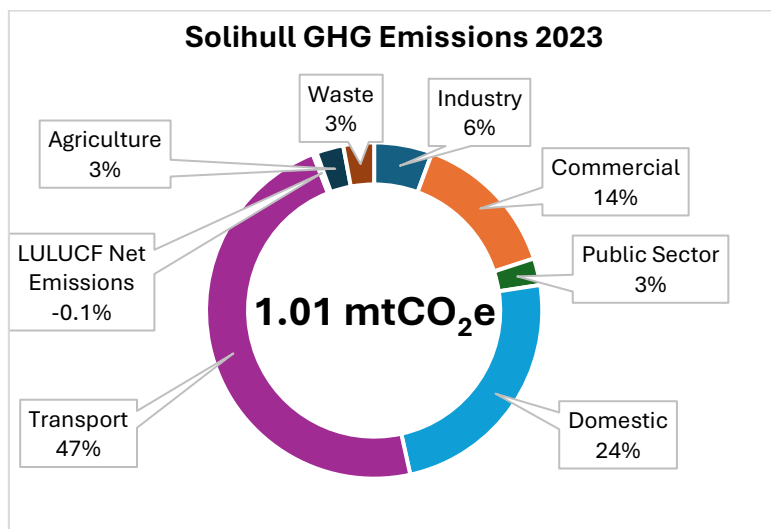 Solihull GHG Emissions 2023
Waste
3%
Industry
6%
Agriculture
3%
Commercial
14%
LULUCF Net
Emissions
-0.1%
Public Sector
3%
1.01 mtCO₂e
Transport
47%
Domestic
24%